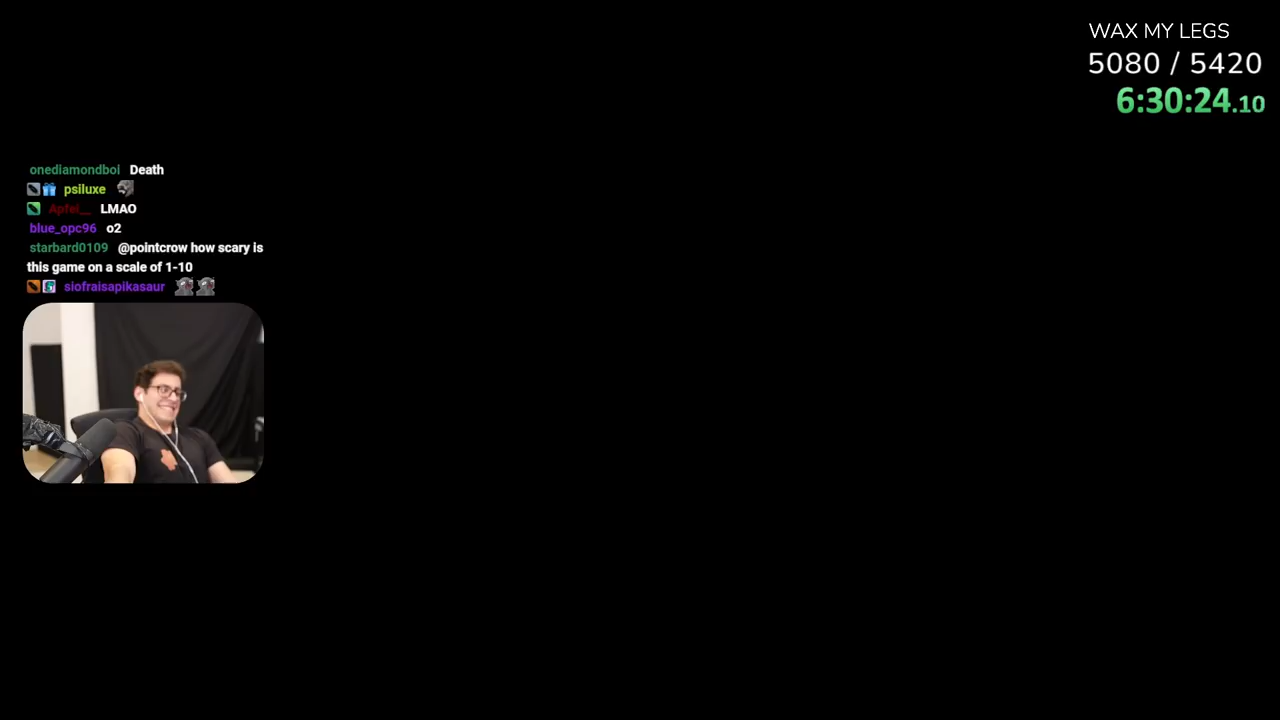 WAX MY LEGS
5080 / 5420
6:30:24.10
onediamondboi Death
psiluxe
Apfel__ LMAO
blue_opc96 o2
starbard0109 @pointcrow how scary is
this game on a scale of 1-10
siofraisapikasaur